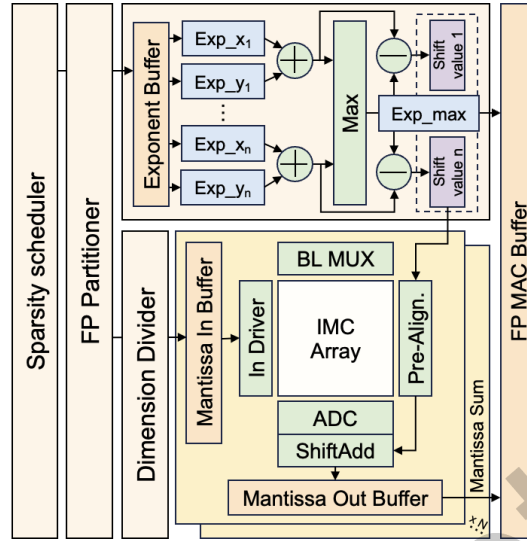 Sparsity scheduler
FP Partitioner
Exponent Buffer
Exp_x1
Exp_y1
...
Exp_xn
Exp_yn
+
+
Max
−
−
Exp_max
Shift
value 1
Shift
value n
FP MAC Buffer
Dimension Divider
Mantissa In Buffer
In Driver
BL MUX
IMC
Array
Pre-Align.
ADC
ShiftAdd
Mantissa Out Buffer
Mantissa Sum
×N